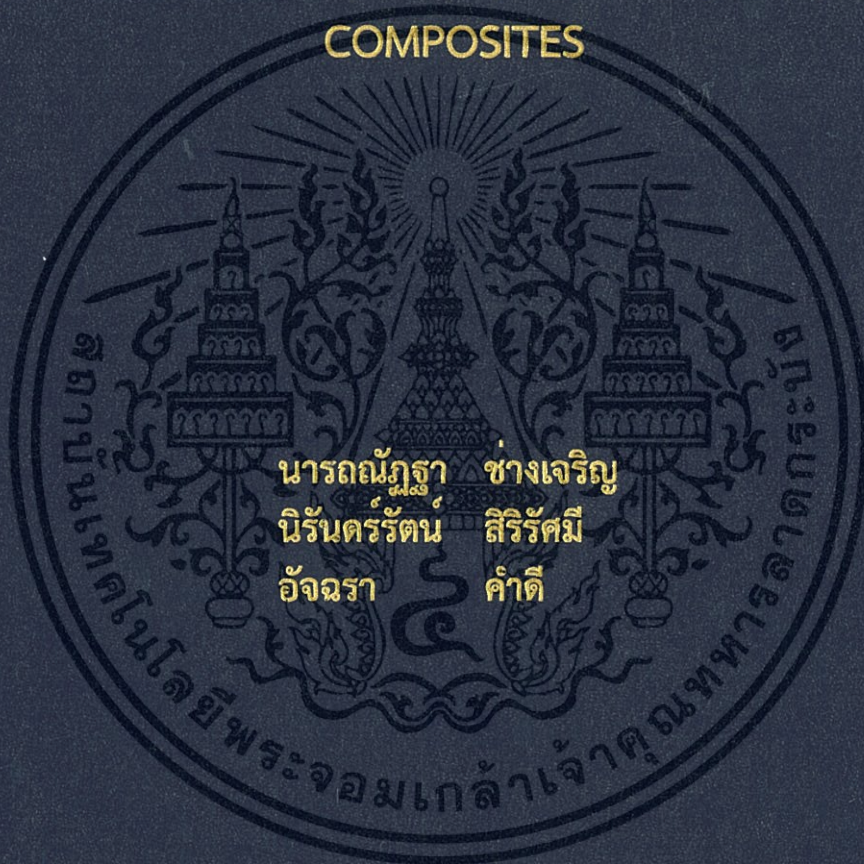 COMPOSITES
นารถณัฏฐา ช่างเจริญ
นิรันดร์รัตน์ สิริรัศมี
อัจฉรา คำดี
๔
สถาบันเทคโนโลยีพระจอมเกล้าเจ้าคุณทหารลาดกระบัง